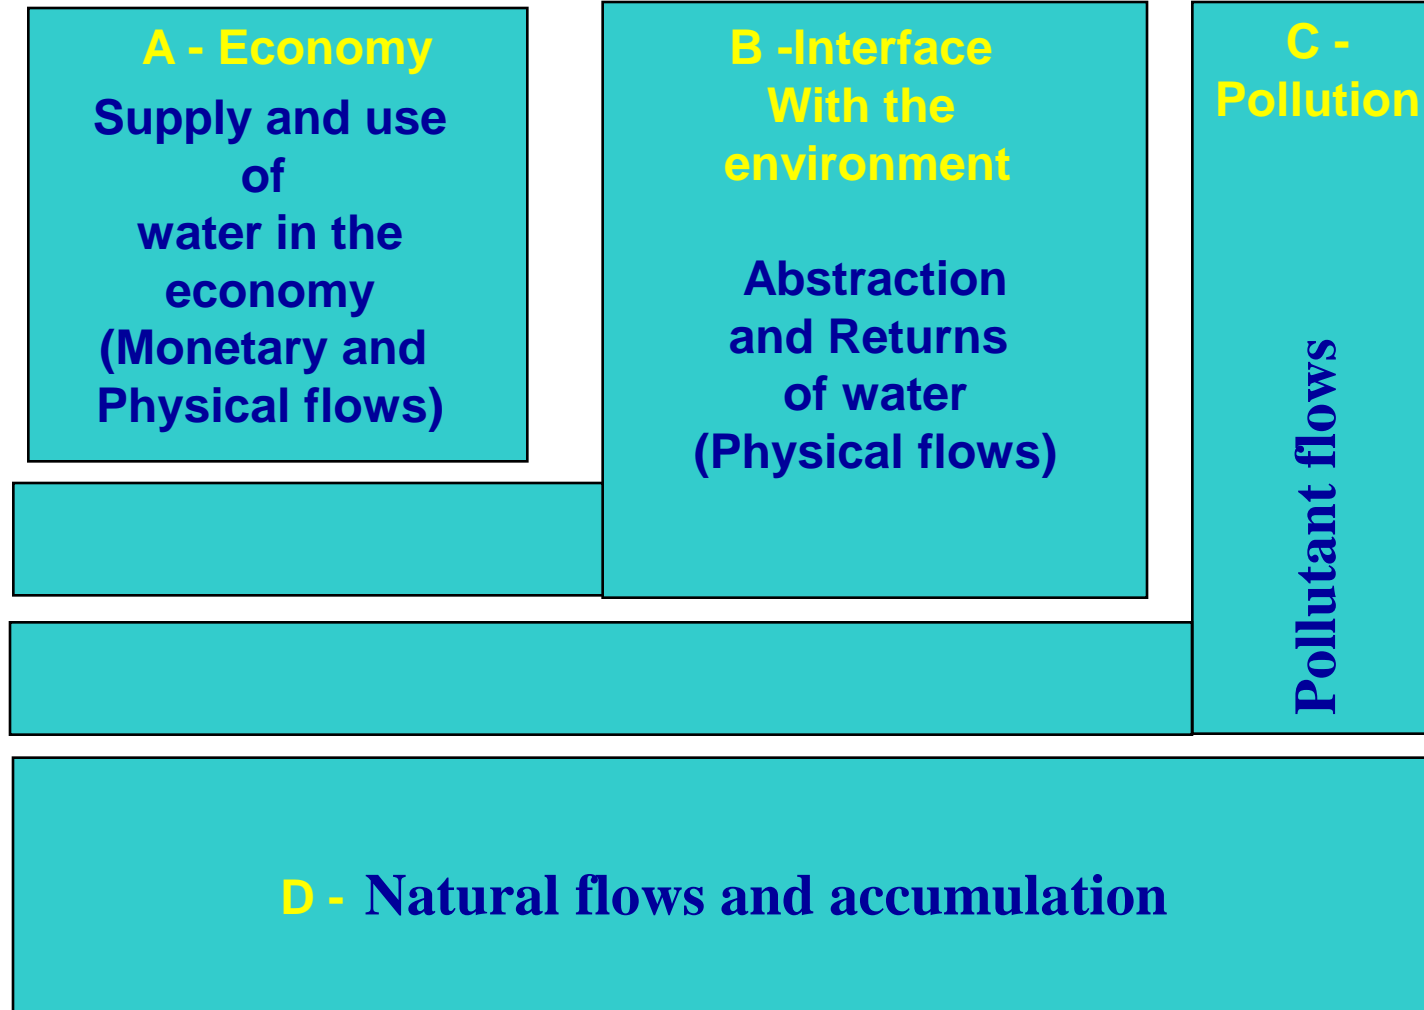 A - Economy
Supply and use
of
water in the
economy
(Monetary and
Physical flows)
B -Interface
With the
environment
Abstraction
and Returns
of water
(Physical flows)
C -
Pollution
Pollutant flows
D - Natural flows and accumulation